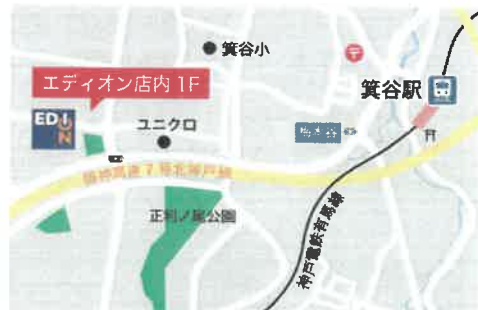 箕谷小
エディオン店内 1F
箕谷駅
EDION
ユニクロ
阪神高速7号北神戸線
正利ノ尾公園
神戸電鉄有馬線